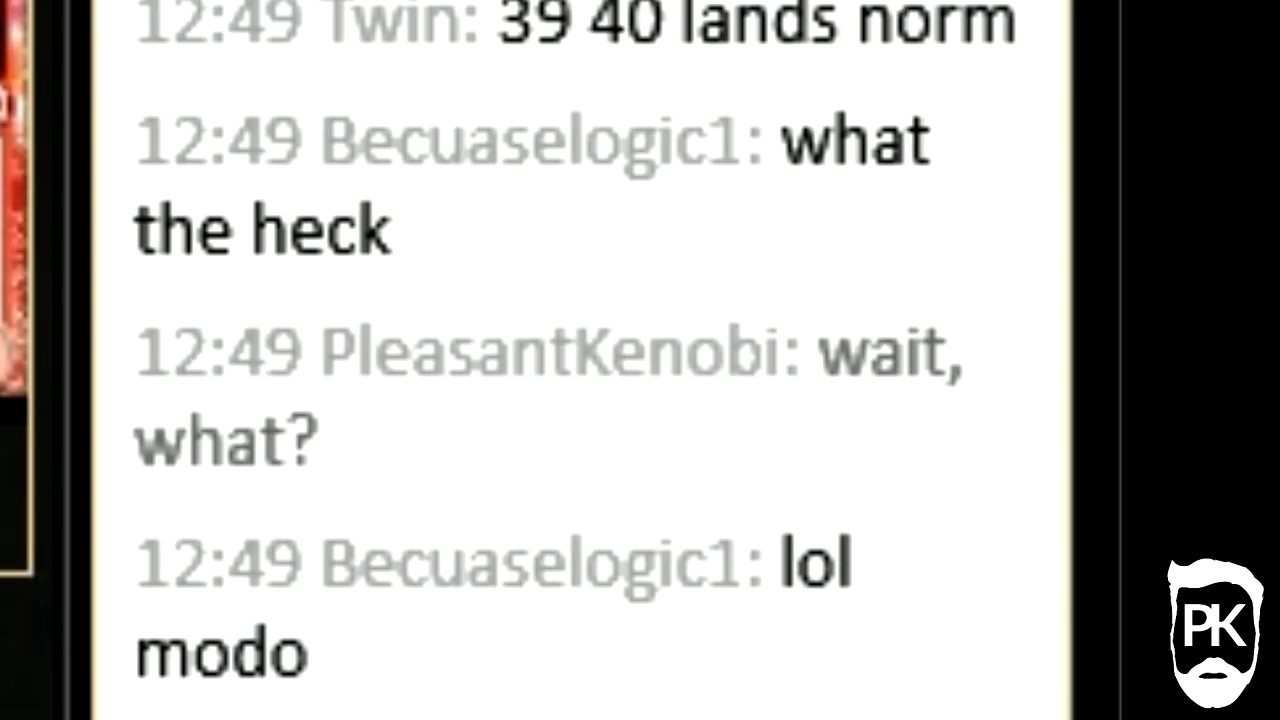 12:49 Twin: 39 40 lands norm
12:49 Becuaselogic1: what
the heck
12:49 PleasantKenobi: wait,
what?
12:49 Becuaselogic1: lol
modo
PK